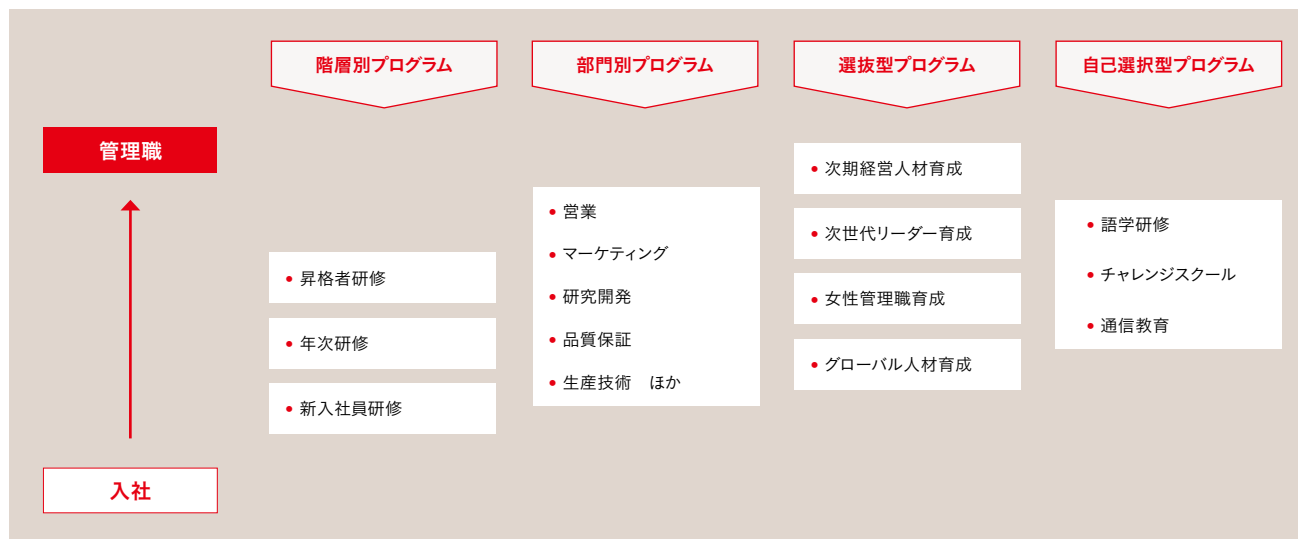 階層別プログラム
部門別プログラム
選抜型プログラム
自己選択型プログラム
管理職
入社
• 昇格者研修
• 年次研修
• 新入社員研修
• 営業
• マーケティング
• 研究開発
• 品質保証
• 生産技術　ほか
• 次期経営人材育成
• 次世代リーダー育成
• 女性管理職育成
• グローバル人材育成
• 語学研修
• チャレンジスクール
• 通信教育